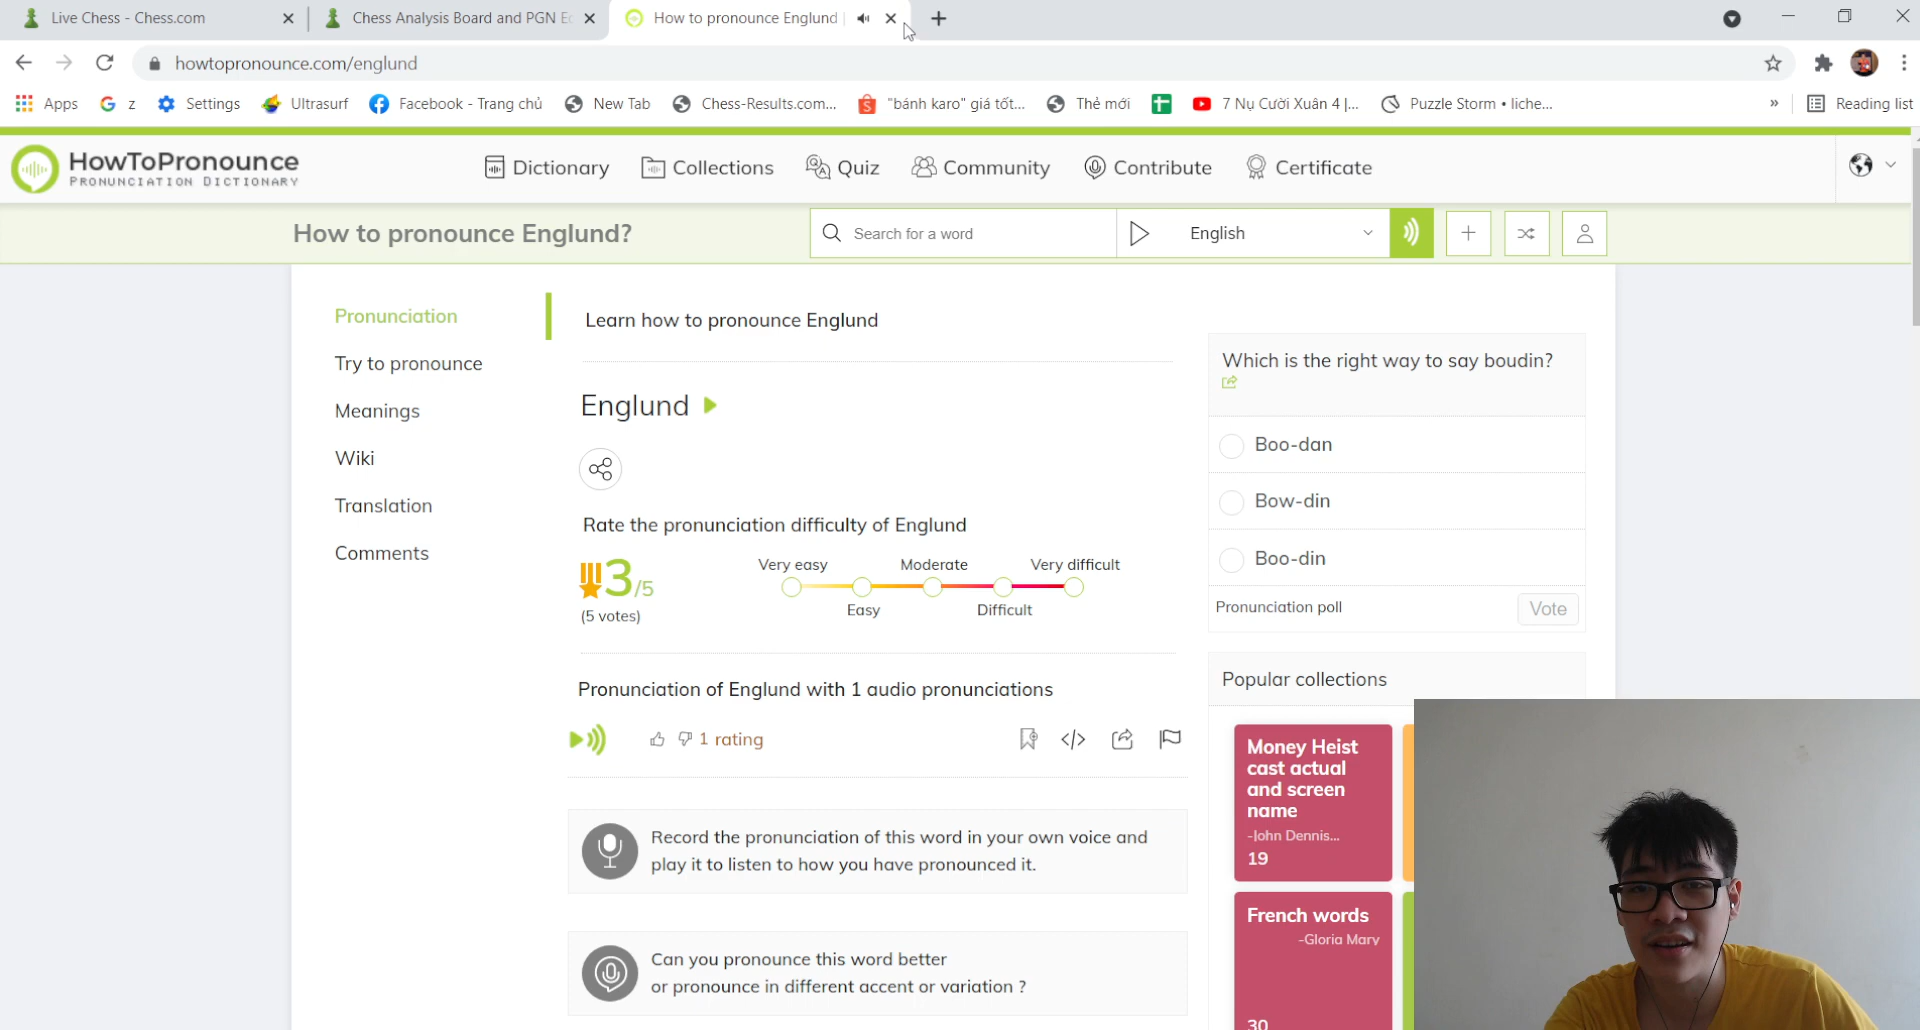 Live Chess - Chess.com
Chess Analysis Board and PGN E
How to pronounce Englund
howtopronounce.com/englund
Apps
z
Settings
Ultrasurf
Facebook - Trang chủ
New Tab
Chess-Results.com...
"bánh karo" giá tốt...
Thẻ mới
7 Nụ Cười Xuân 4 |...
Puzzle Storm • liche...
»
Reading list
HowToPronounce
PRONUNCIATION DICTIONARY
Dictionary
Collections
Quiz
Community
Contribute
Certificate
How to pronounce Englund?
Search for a word
English
Pronunciation
Try to pronounce
Meanings
Wiki
Translation
Comments
Learn how to pronounce Englund
Englund
Rate the pronunciation difficulty of Englund
3/5
(5 votes)
Very easy
Moderate
Very difficult
Easy
Difficult
Pronunciation of Englund with 1 audio pronunciations
1 rating
Record the pronunciation of this word in your own voice and
play it to listen to how you have pronounced it.
Can you pronounce this word better
or pronounce in different accent or variation ?
Which is the right way to say boudin?
Boo-dan
Bow-din
Boo-din
Pronunciation poll
Vote
Popular collections
Money Heist
cast actual
and screen
name
-John Dennis...
19
French words
-Gloria Mary
30